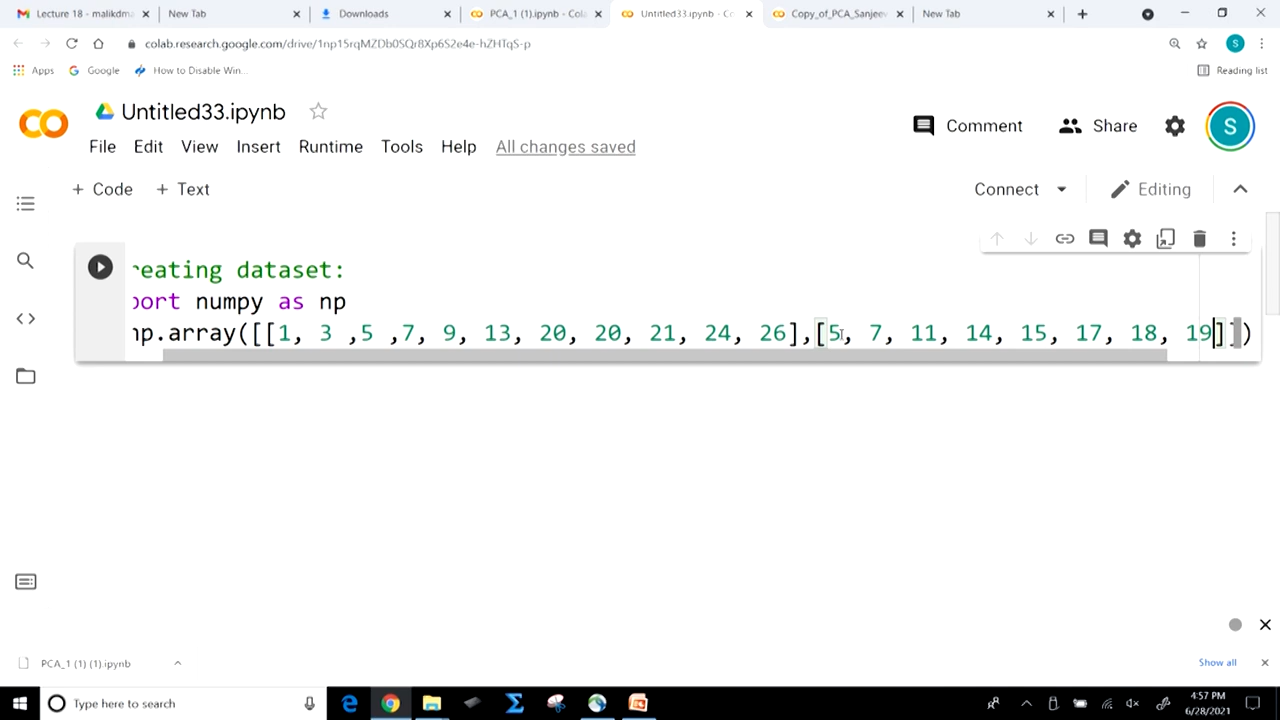 Lecture 18 - malikdma
New Tab
Downloads
PCA_1 (1).ipynb - Cola
Untitled33.ipynb - Co
Copy_of_PCA_Sanjeev
New Tab
colab.research.google.com/drive/1np15rqMZDb0SQr8Xp6S2e4e-hZHTqS-p
Apps
Google
How to Disable Win...
Reading list
CO
Untitled33.ipynb
Comment
Share
S
File Edit View Insert Runtime Tools Help All changes saved
+ Code + Text
Connect
Editing
reating dataset:
port numpy as np
np.array([[1, 3 ,5 ,7, 9, 13, 20, 20, 21, 24, 26],[5, 7, 11, 14, 15, 17, 18, 19]])
PCA_1 (1) (1).ipynb
Show all
Type here to search
4:57 PM
6/28/2021